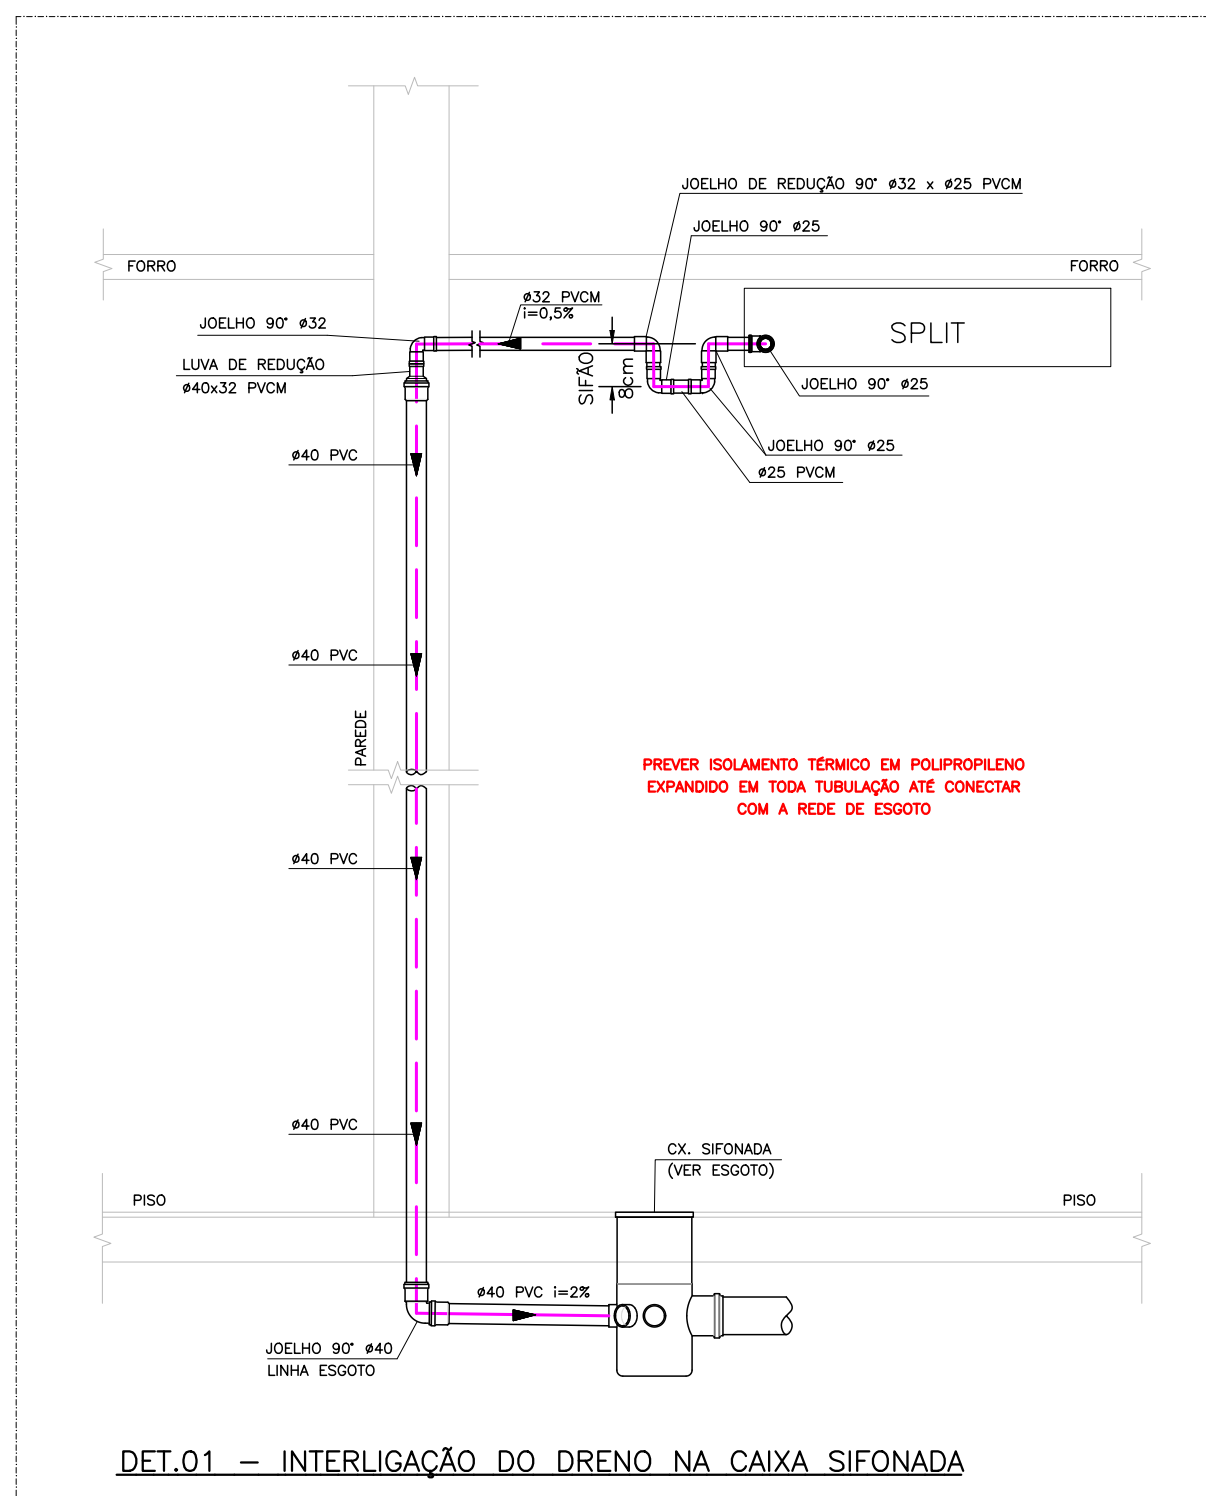 JOELHO DE REDUÇÃO 90° ø32 x ø25 PVCM
JOELHO 90° ø25
FORRO
FORRO
ø32 PVCM
i=0,5%
JOELHO 90° ø32
SPLIT
LUVA DE REDUÇÃO
ø40x32 PVCM
SIFÃO
8cm
JOELHO 90° ø25
JOELHO 90° ø25
ø40 PVC
ø25 PVCM
ø40 PVC
PAREDE
PREVER ISOLAMENTO TÉRMICO EM POLIPROPILENO
EXPANDIDO EM TODA TUBULAÇÃO ATÉ CONECTAR
COM A REDE DE ESGOTO
ø40 PVC
ø40 PVC
CX. SIFONADA
(VER ESGOTO)
PISO
PISO
ø40 PVC i=2%
JOELHO 90° ø40
LINHA ESGOTO
DET.01 – INTERLIGAÇÃO DO DRENO NA CAIXA SIFONADA